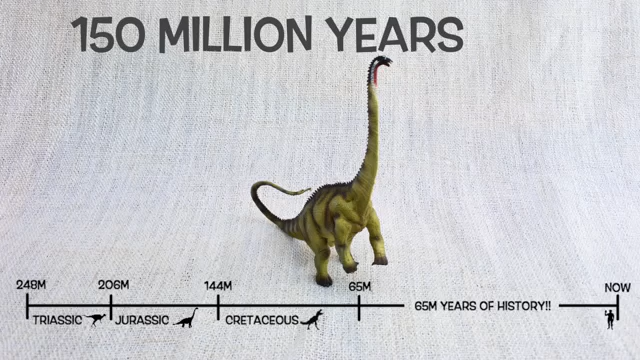 150 MILLION YEARS
248M 206M 144M 65M NOW
65M YEARS OF HISTORY!!
TRIASSIC JURASSIC CRETACEOUS